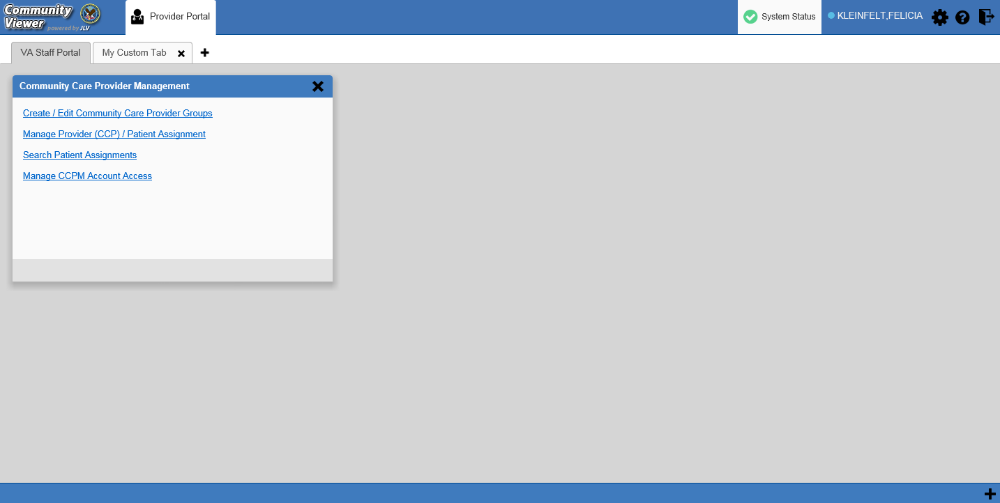 Community
Viewer
powered by JLV
Provider Portal
System Status
KLEINFELT,FELICIA
VA Staff Portal
My Custom Tab
Community Care Provider Management
Create / Edit Community Care Provider Groups
Manage Provider (CCP) / Patient Assignment
Search Patient Assignments
Manage CCPM Account Access